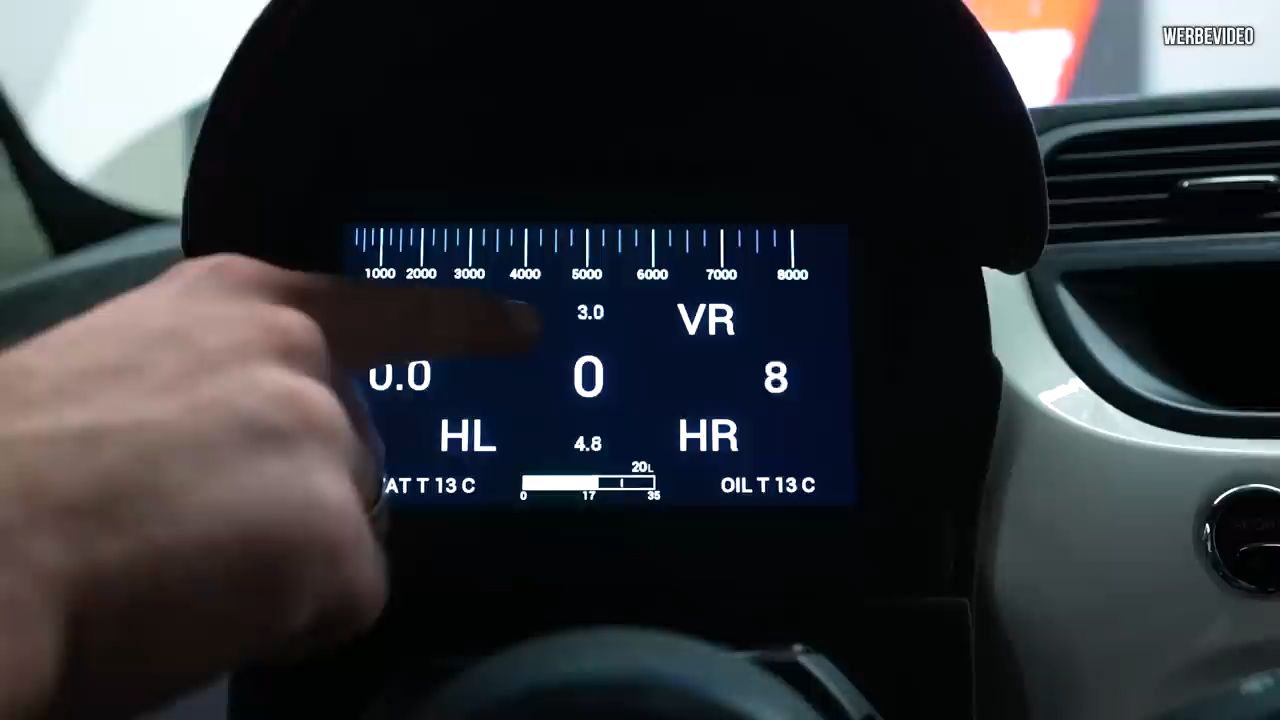 WERBEVIDEO
1000 2000 3000 4000 5000 6000 7000 8000
3.0 VR
0.0 0 8
HL 4.8 HR
20L
AT T 13 C OIL T 13 C
0 17 35